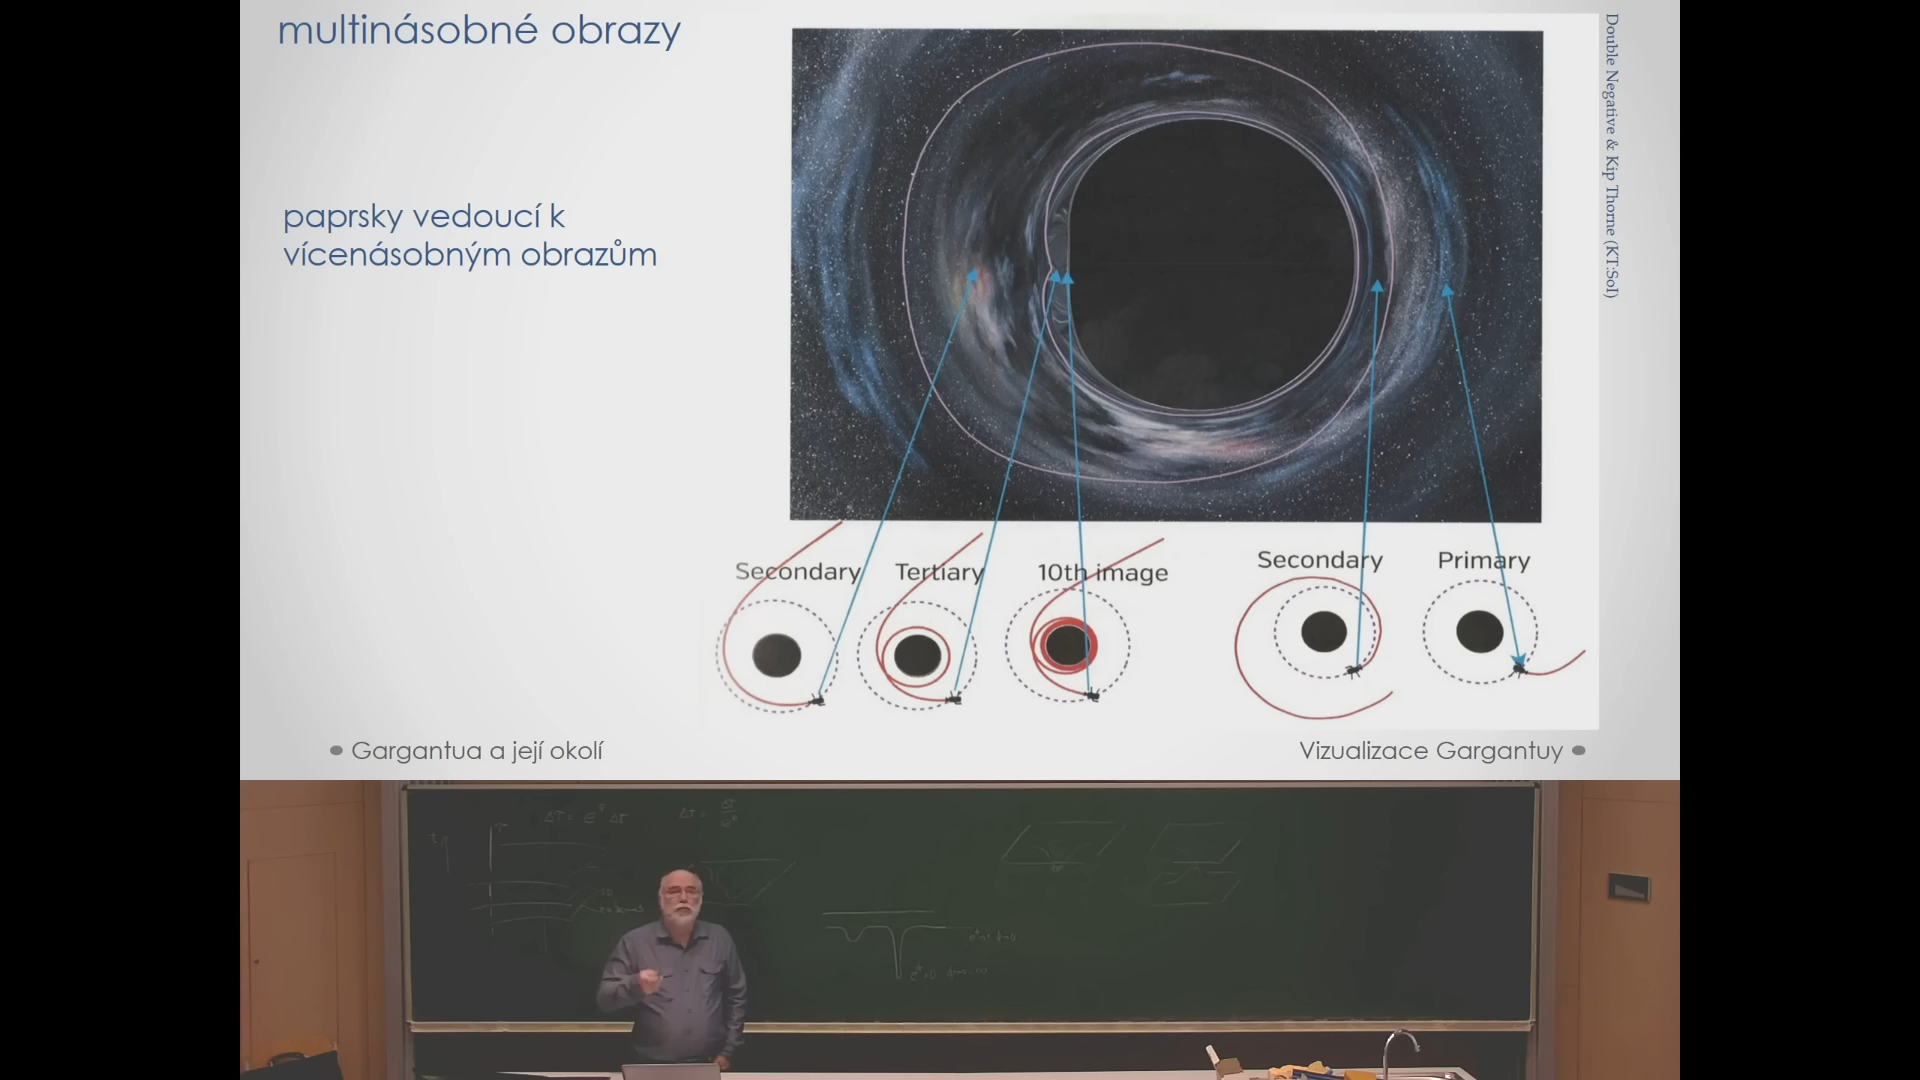 multinásobné obrazy
paprsky vedoucí k
vícenásobným obrazům
Double Negative & Kip Thorne (KT:SoI)
Secondary
Tertiary
10th image
Secondary
Primary
Gargantua a její okolí
Vizualizace Gargantuy